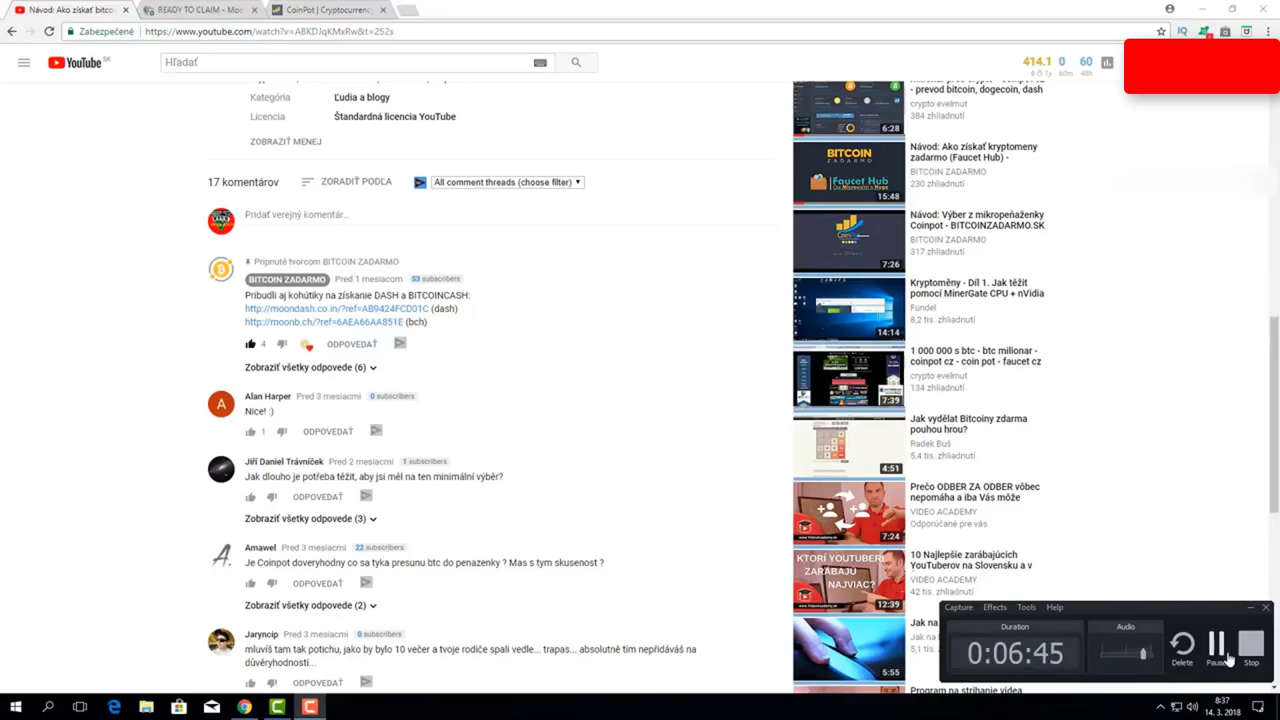 Návod: Ako získať bitcoin
READY TO CLAIM - Moo
CoinPot | Cryptocurrency
Zabezpečené
https://www.youtube.com/watch?v=ABKDJqKMxRw&t=252s
YouTube SK
Hľadať
414.1 0 60
1y 60m 48h
Kategória Ľudia a blogy
Licencia Štandardná licencia YouTube
ZOBRAZIŤ MENEJ
17 komentárov ZORADIŤ PODĽA All comment threads (choose filter)
Pridať verejný komentár...
Pripnuté tvorcom BITCOIN ZADARMO
BITCOIN ZADARMO Pred 1 mesiacom 53 subscribers
Pribudli aj kohútiky na získanie DASH a BITCOINCASH:
http://moondash.co.in/?ref=AB9424FCD01C (dash)
http://moonb.ch/?ref=6AEA66AA851E (bch)
4 ODPOVEDAŤ
Zobraziť všetky odpovede (6)
A
Alan Harper Pred 3 mesiacmi 0 subscribers
Nice! :)
1 ODPOVEDAŤ
Jiří Daniel Trávníček Pred 2 mesiacmi 1 subscribers
Jak dlouho je potřeba těžit, aby jsi měl na ten minimální výběr?
ODPOVEDAŤ
Zobraziť všetky odpovede (3)
Amawel Pred 3 mesiacmi 22 subscribers
Je Coinpot doveryhodny co sa tyka presunu btc do penazenky ? Mas s tym skusenost ?
ODPOVEDAŤ
Zobraziť všetky odpovede (2)
Jaryncip Pred 3 mesiacmi 0 subscribers
mluvíš tam tak potichu, jako by bylo 10 večer a tvoje rodiče spali vedle... trapas... absolutně tim nepřidáváš na
důvěryhodnosti...
ODPOVEDAŤ
6:28
- prevod bitcoin, dogecoin, dash
crypto evelmut
384 zhliadnutí
BITCOIN
ZADARMO
Faucet Hub
15:48
Návod: Ako získať kryptomeny
zadarmo (Faucet Hub) -
BITCOIN ZADARMO
230 zhliadnutí
7:26
Návod: Výber z mikropeňaženky
Coinpot - BITCOINZADARMO.SK
BITCOIN ZADARMO
317 zhliadnutí
14:14
Kryptoměny - Díl 1. Jak těžit
pomocí MinerGate CPU + nVidia
Fundel
8,2 tis. zhliadnutí
7:39
1 000 000 s btc - btc milionar -
coinpot cz - coin pot - faucet cz
crypto evelmut
134 zhliadnutí
4:51
Jak vydělat Bitcoiny zdarma
pouhou hrou?
Radek Buš
5,4 tis. zhliadnutí
7:24
Prečo ODBER ZA ODBER vôbec
nepomáha a iba Vás môže
VIDEO ACADEMY
Odporúčané pre vás
KTORÍ YOUTUBERI
ZARÁBAJÚ
NAJVIAC?
12:39
10 Najlepšie zarábajúcich
YouTuberov na Slovensku a v
VIDEO ACADEMY
42 tis. zhliadnutí
5:55
Jak na
Jak na
5,1 tis.
Program na stríhanie videa
Capture Effects Tools Help
Duration Audio
0:06:45
Delete Pause Stop
8:37
14. 3. 2018